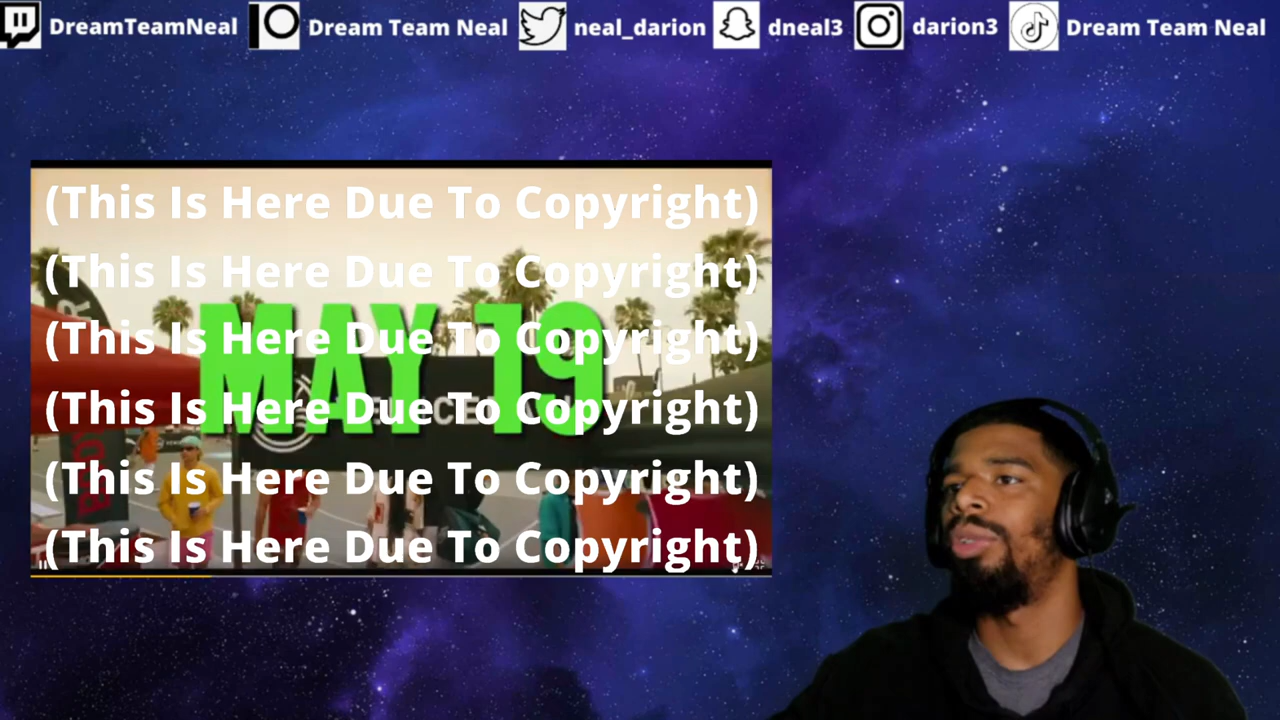 DreamTeamNeal Dream Team Neal neal_darion dneal3 darion3 Dream Team Neal
(This Is Here Due To Copyright)
(This Is Here Due To Copyright)
MAY 19
(This Is Here Due To Copyright)
(This Is Here Due To Copyright)
(This Is Here Due To Copyright)
(This Is Here Due To Copyright)